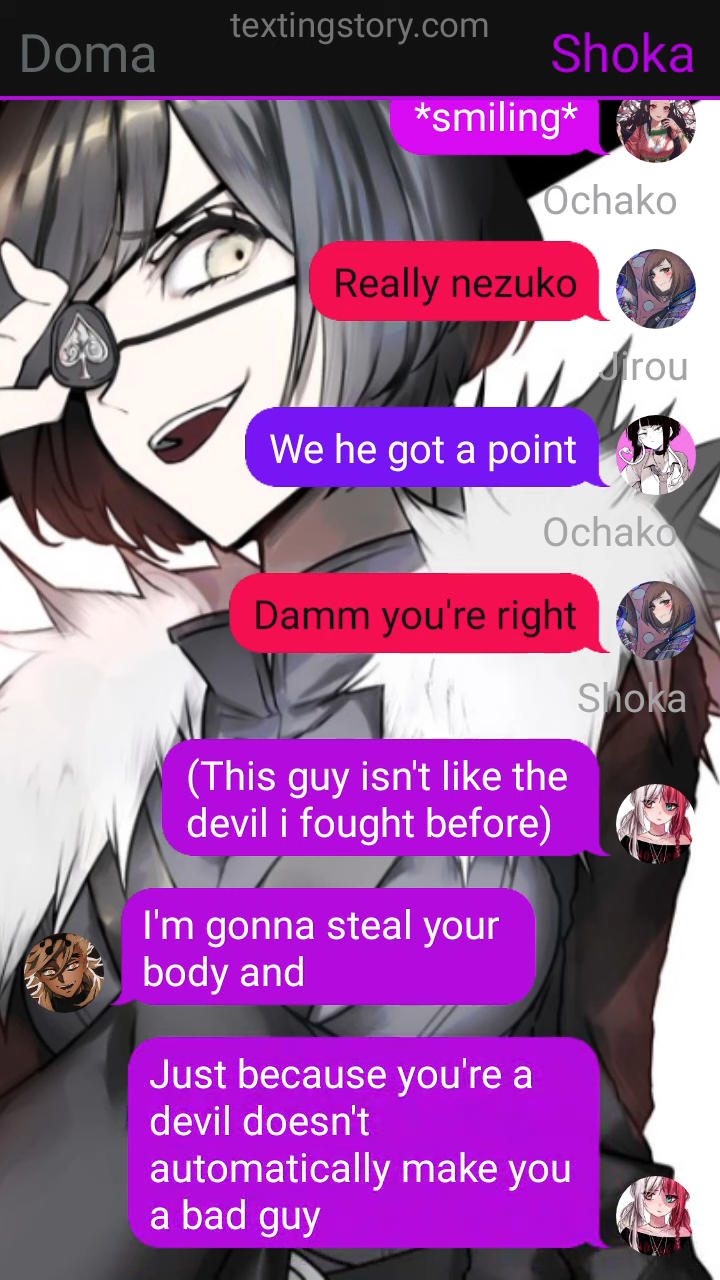 textingstory.com
Doma
Shoka
*smiling*
Ochako
Really nezuko
Jirou
We he got a point
Ochako
Damm you're right
Shoka
(This guy isn't like the
devil i fought before)
I'm gonna steal your
body and
Just because you're a
devil doesn't
automatically make you
a bad guy